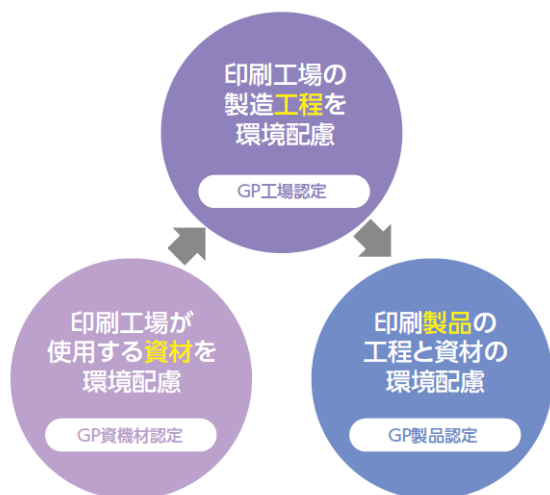 印刷工場の
製造工程を
環境配慮
GP工場認定
印刷工場が
使用する資材を
環境配慮
GP資機材認定
印刷製品の
工程と資材の
環境配慮
GP製品認定